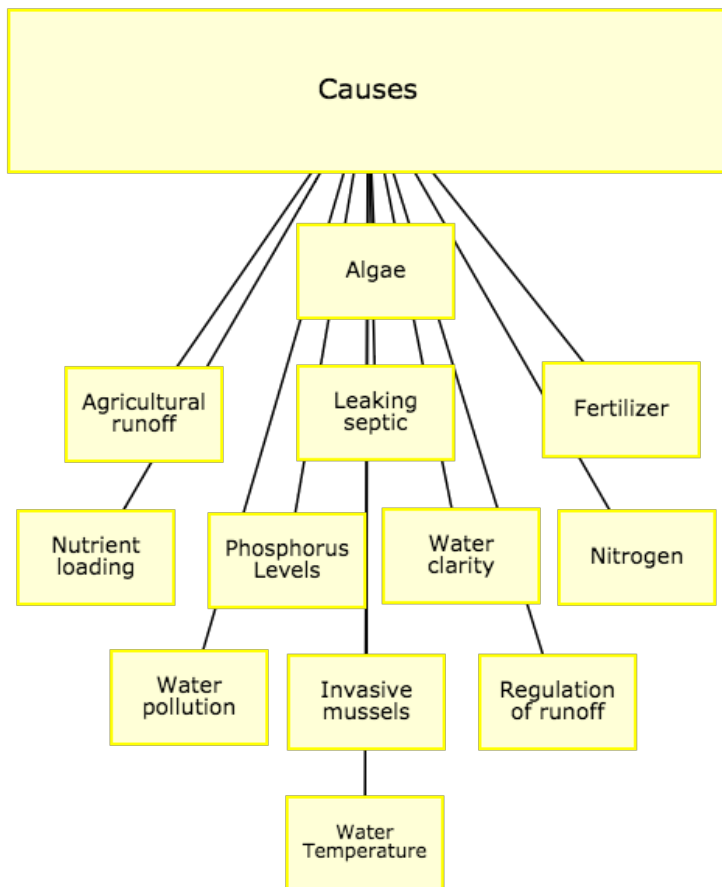 Causes
Algae
Agricultural
runoff
Leaking
septic
Fertilizer
Nutrient
loading
Phosphorus
Levels
Water
clarity
Nitrogen
Water
pollution
Invasive
mussels
Regulation
of runoff
Water
Temperature